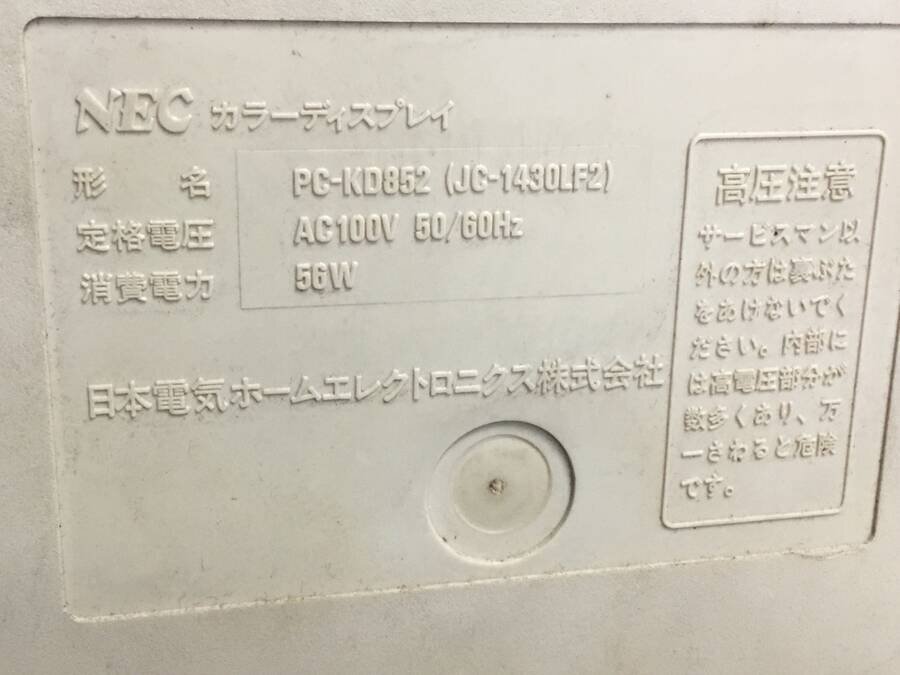 NEC カラーディスプレイ
形 名 PC-KD852 (JC-1430LF2)
定格電圧 AC100V 50/60Hz
消費電力 56W
日本電気ホームエレクトロニクス株式会社
高圧注意
サービスマン以
外の方は裏ぶた
をあけないでく
ださい。内部に
は高電圧部分が
数多くあり、万
一さわると危険
です。